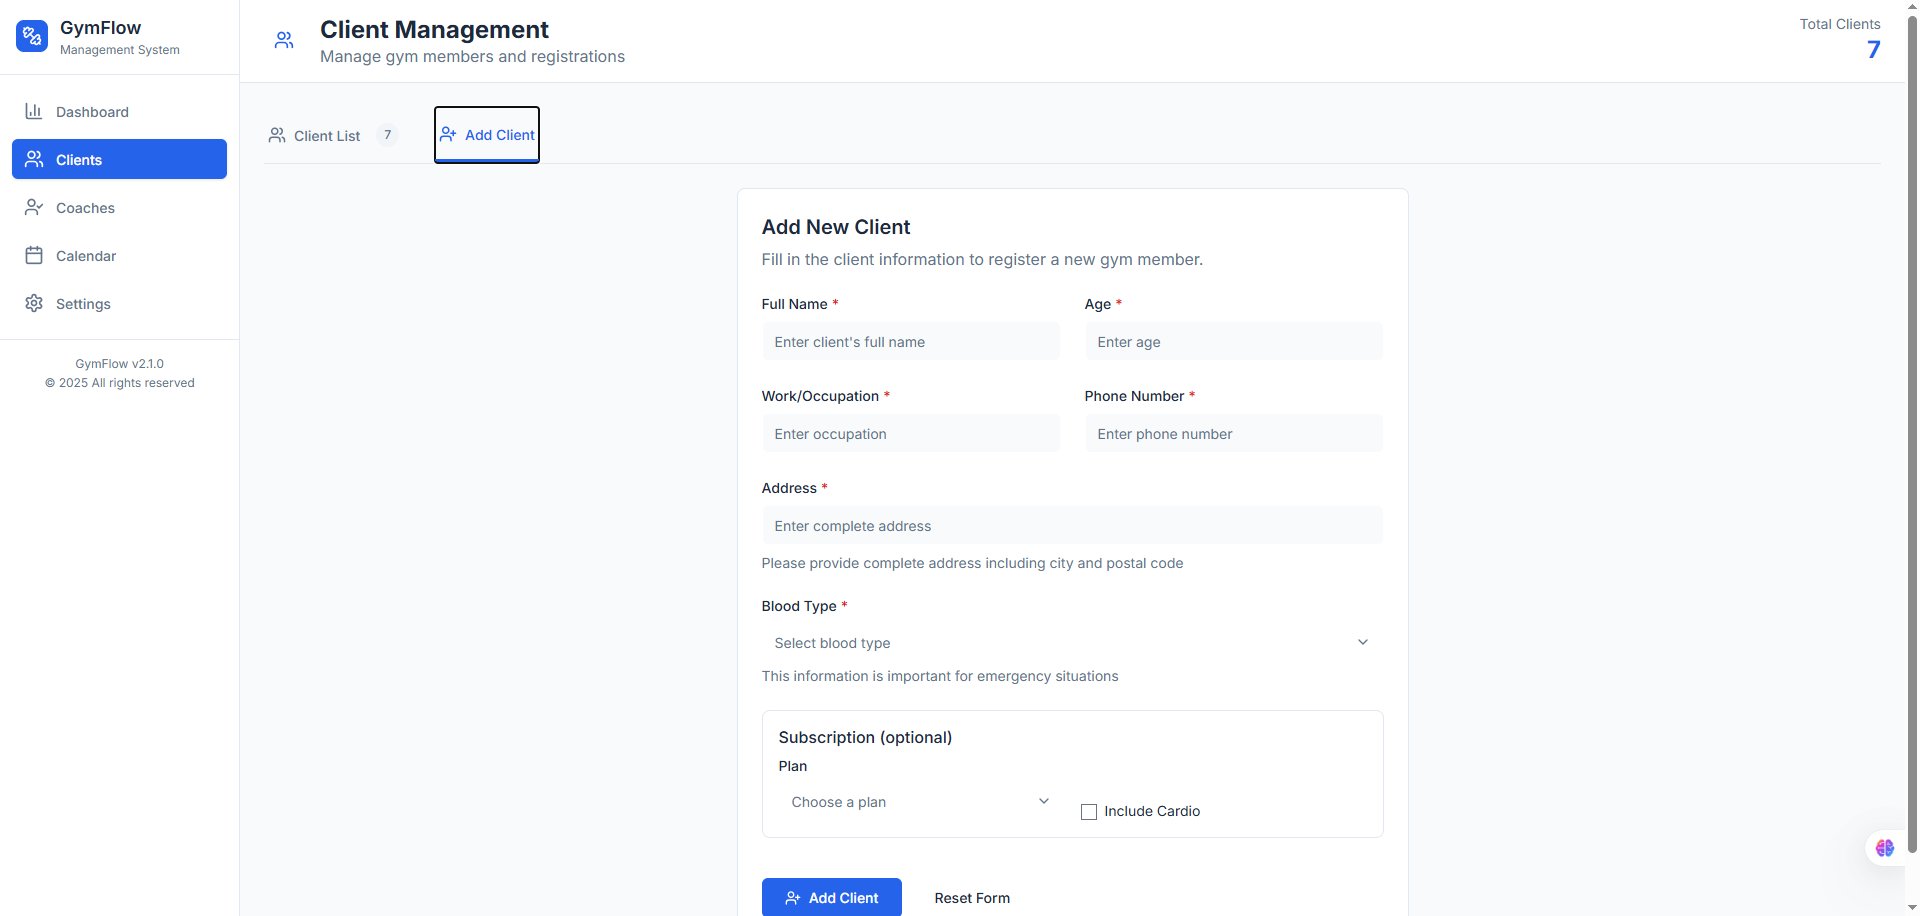 GymFlow
Management System
Dashboard
Clients
Coaches
Calendar
Settings
GymFlow v2.1.0
© 2025 All rights reserved
Client Management
Manage gym members and registrations
Total Clients
7
Client List 7
Add Client
Add New Client
Fill in the client information to register a new gym member.
Full Name * Age *
Enter client's full name Enter age
Work/Occupation * Phone Number *
Enter occupation Enter phone number
Address *
Enter complete address
Please provide complete address including city and postal code
Blood Type *
Select blood type
This information is important for emergency situations
Subscription (optional)
Plan
Choose a plan Include Cardio
Add Client Reset Form